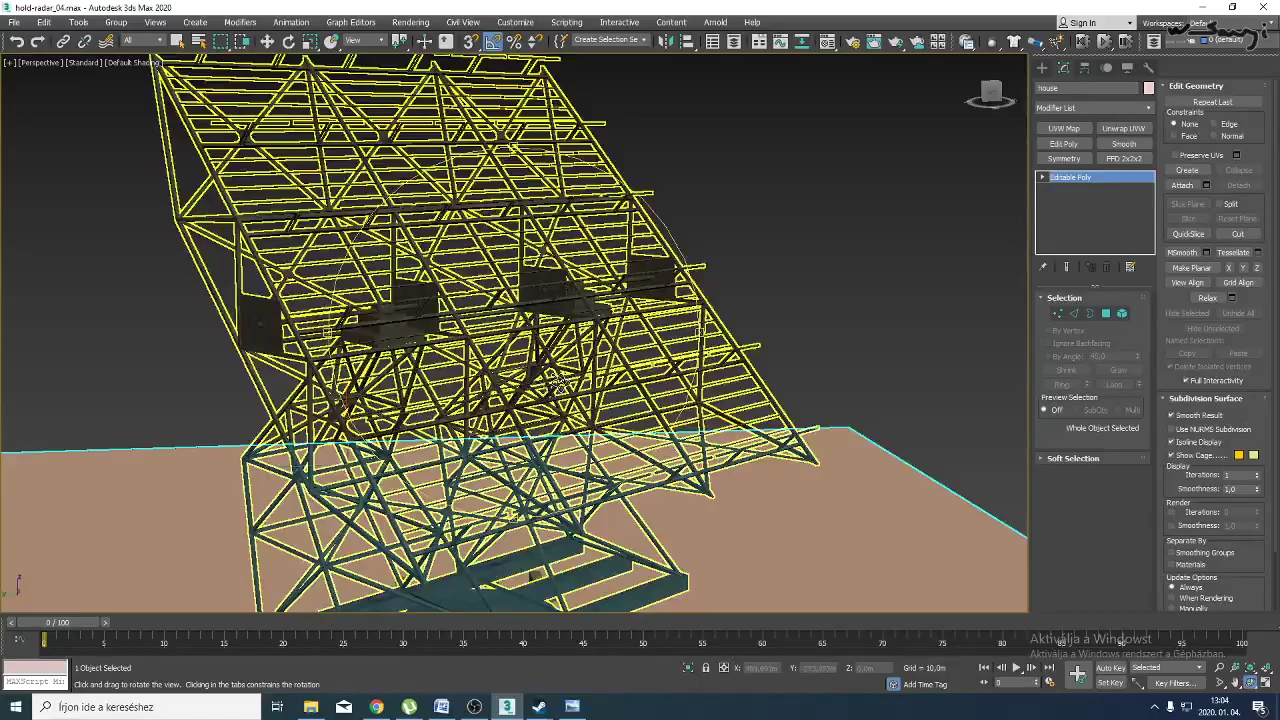 hold-radar_04.max - Autodesk 3ds Max 2020
File Edit Tools Group Views Create Modifiers Animation Graph Editors Rendering Civil View Customize Scripting Interactive Content Arnold Help Sign In Workspaces:
All View Create Selection Se 0 (default)
[+] [Perspective] [Standard] [Default Shading]
house
Modifier List
UVW Map Unwrap UVW
Edit Poly Smooth
Symmetry FFD 2x2x2
Editable Poly
Selection
By Vertex
Ignore Backfacing
By Angle: 45,0
Shrink Grow
Ring Loop
Preview Selection
Off SubObj Multi
Whole Object Selected
Soft Selection
Edit Geometry
Repeat Last
Constraints
None Edge
Face Normal
Preserve UVs
Create Collapse
Attach Detach
Slice Plane Split
Slice Reset Plane
QuickSlice Cut
MSmooth Tessellate
Make Planar X Y Z
View Align Grid Align
Relax
Hide Selected Unhide All
Hide Unselected
Named Selections:
Copy Paste
Delete Isolated Vertices
Full Interactivity
Subdivision Surface
Smooth Result
Use NURMS Subdivision
Isoline Display
Show Cage......
Display
Iterations: 1
Smoothness: 1,0
Render
Iterations: 0
Smoothness: 1,0
Separate By
Smoothing Groups
Materials
Update Options
Always
When Rendering
Manually
0 / 100
0 5 10 15 20 25 30 35 40 45 50 55 60 65 70 75 80 85 90 95 100
Aktiválja a Windowst
Aktiválja a Windows rendszert a Gépházban.
MAXScript Mi
1 Object Selected
Click and drag to rotate the view. Clicking in the tabs constrains the rotation
X: Y: Z: 0,0m Grid = 10,0m
Add Time Tag
0
Auto Key Selected
Set Key Key Filters...
Írjon ide a kereséshez
13:04
2020. 01. 04.